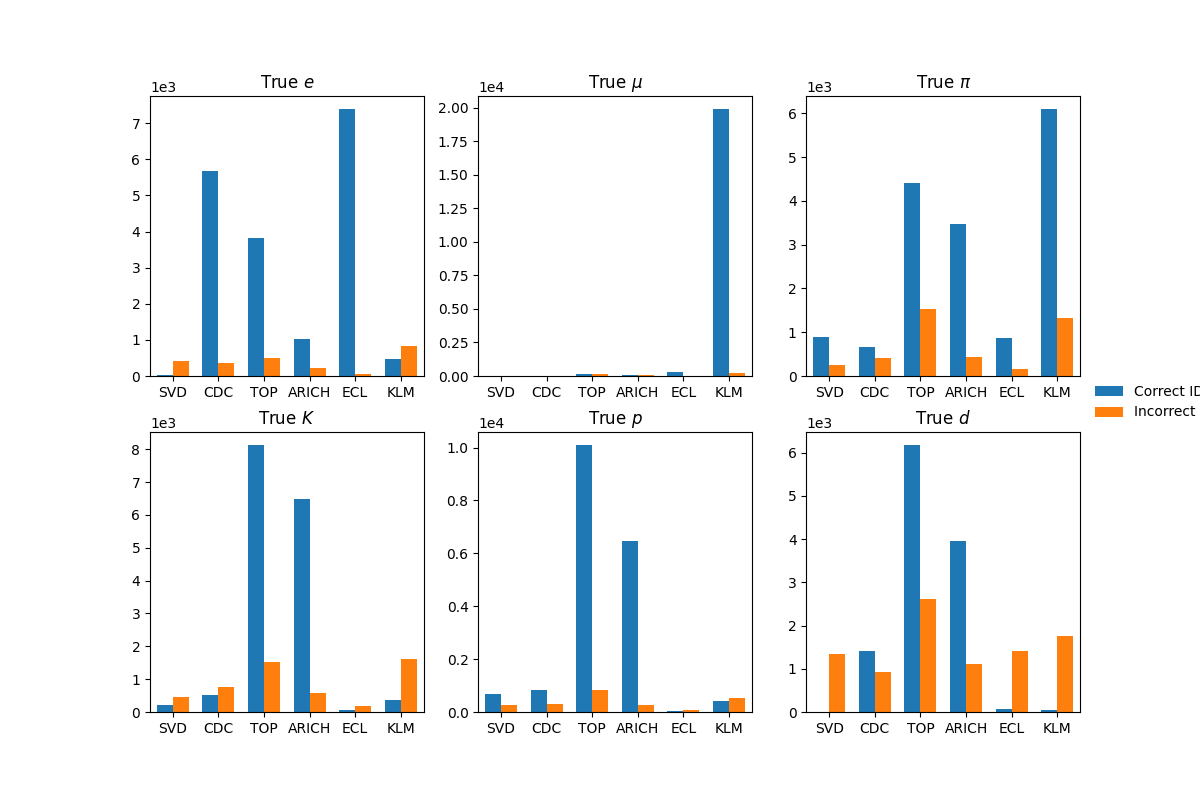 True e
1e3
7
6
5
4
3
2
1
0
SVD CDC TOP ARICH ECL KLM
True μ
1e4
2.00
1.75
1.50
1.25
1.00
0.75
0.50
0.25
0.00
SVD CDC TOP ARICH ECL KLM
True π
1e3
6
5
4
3
2
1
0
SVD CDC TOP ARICH ECL KLM
Correct ID
Incorrect
True K
1e3
8
7
6
5
4
3
2
1
0
SVD CDC TOP ARICH ECL KLM
True p
1e4
1.0
0.8
0.6
0.4
0.2
0.0
SVD CDC TOP ARICH ECL KLM
True d
1e3
6
5
4
3
2
1
0
SVD CDC TOP ARICH ECL KLM